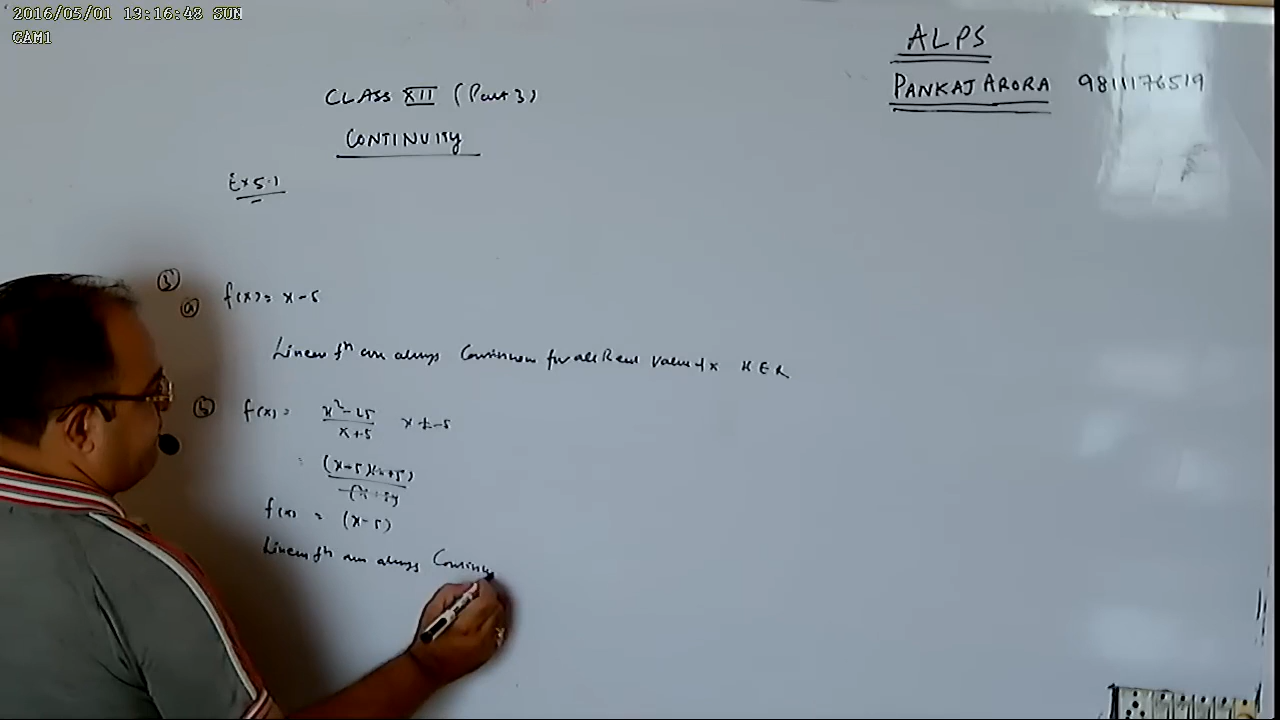 2016/05/01 13:16:43 SUN
CAM1
ALPS
PANKAJ ARORA 9811176519
CLASS XII (Part 3)
CONTINUITY
Ex 5.1
③
ⓐ f(x) = x - 5
Linear fn are always Continuous for all Real value of x x ∈ R
ⓑ f(x) = x² - 25 / x + 5 x ≠ -5
= (x-5)(x+5) / (x+5)
f(x) = (x-5)
Linear fn are always Continu